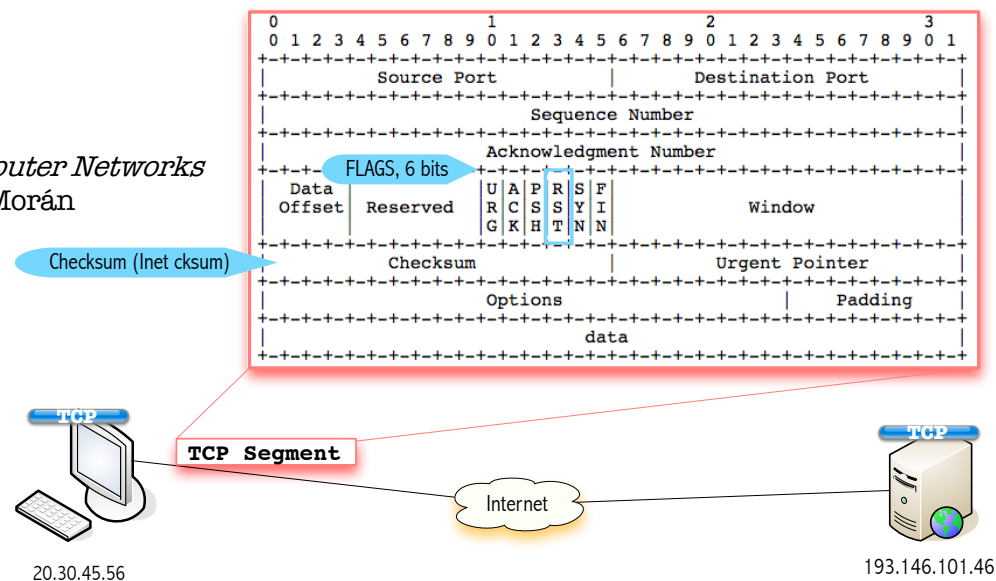 0                   1                   2                   3
0 1 2 3 4 5 6 7 8 9 0 1 2 3 4 5 6 7 8 9 0 1 2 3 4 5 6 7 8 9 0 1
+-+-+-+-+-+-+-+-+-+-+-+-+-+-+-+-+-+-+-+-+-+-+-+-+-+-+-+-+-+-+-+-+
| Source Port | Destination Port |
+-+-+-+-+-+-+-+-+-+-+-+-+-+-+-+-+-+-+-+-+-+-+-+-+-+-+-+-+-+-+-+-+
| Sequence Number |
+-+-+-+-+-+-+-+-+-+-+-+-+-+-+-+-+-+-+-+-+-+-+-+-+-+-+-+-+-+-+-+-+
| Acknowledgment Number |
+-+-+-+-+-+-+-+-+-+-+-+-+-+-+-+-+-+-+-+-+-+-+-+-+-+-+-+-+-+-+-+-+
| Data | |U|A|P|R|S|F| |
| Offset| Reserved |R|C|S|S|Y|I| Window |
| | |G|K|H|T|N|N| |
+-+-+-+-+-+-+-+-+-+-+-+-+-+-+-+-+-+-+-+-+-+-+-+-+-+-+-+-+-+-+-+-+
| Checksum | Urgent Pointer |
+-+-+-+-+-+-+-+-+-+-+-+-+-+-+-+-+-+-+-+-+-+-+-+-+-+-+-+-+-+-+-+-+
| Options | Padding |
+-+-+-+-+-+-+-+-+-+-+-+-+-+-+-+-+-+-+-+-+-+-+-+-+-+-+-+-+-+-+-+-+
| data |
+-+-+-+-+-+-+-+-+-+-+-+-+-+-+-+-+-+-+-+-+-+-+-+-+-+-+-+-+-+-+-+-+
puter Networks
Morán
FLAGS, 6 bits
Checksum (Inet cksum)
TCP
TCP
TCP Segment
Internet
20.30.45.56
193.146.101.46